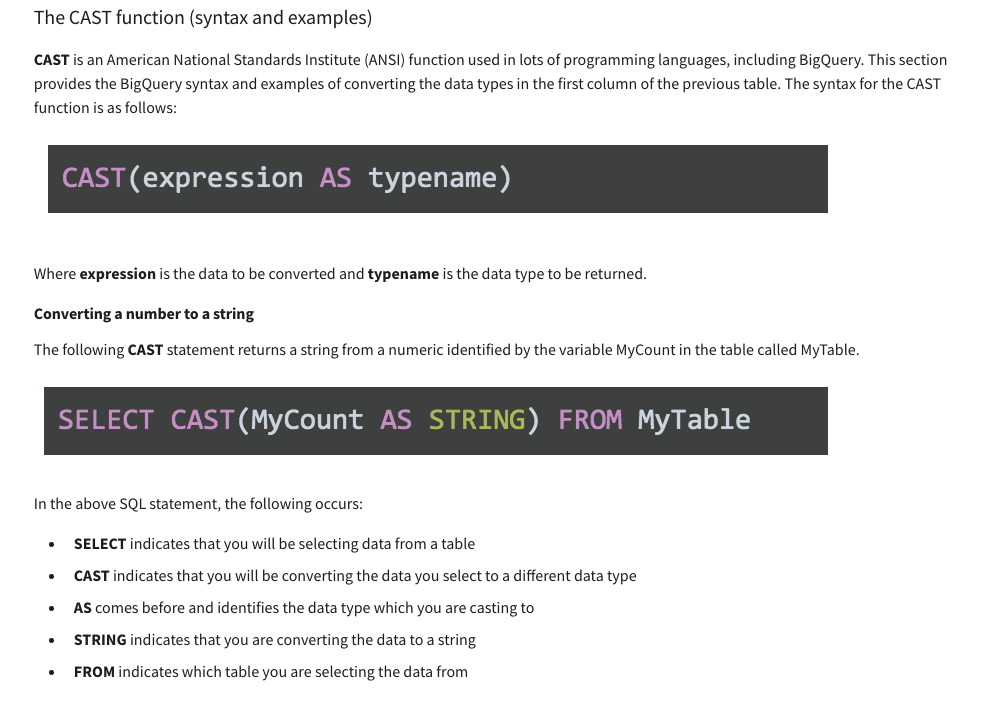 The CAST function (syntax and examples)
CAST is an American National Standards Institute (ANSI) function used in lots of programming languages, including BigQuery. This section
provides the BigQuery syntax and examples of converting the data types in the first column of the previous table. The syntax for the CAST
function is as follows:
CAST(expression AS typename)
Where expression is the data to be converted and typename is the data type to be returned.
Converting a number to a string
The following CAST statement returns a string from a numeric identified by the variable MyCount in the table called MyTable.
SELECT CAST(MyCount AS STRING) FROM MyTable
In the above SQL statement, the following occurs:
• SELECT indicates that you will be selecting data from a table
• CAST indicates that you will be converting the data you select to a different data type
• AS comes before and identifies the data type which you are casting to
• STRING indicates that you are converting the data to a string
• FROM indicates which table you are selecting the data from